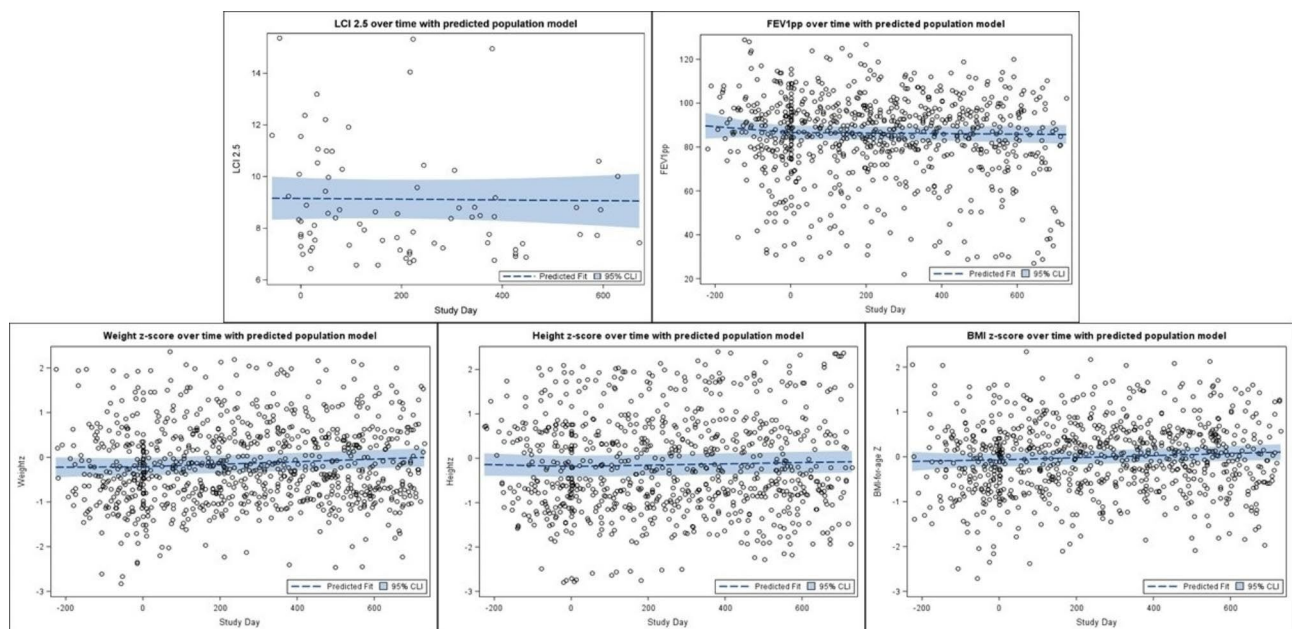 LCI 2.5 over time with predicted population model
14
12
10
8
6
LCI 2.5
0
200
400
600
Study Day
Predicted Fit
95% CLI
FEV1pp over time with predicted population model
120
100
80
60
40
20
FEV1pp
-200
0
200
400
600
Study Day
Predicted Fit
95% CLI
Weight z-score over time with predicted population model
2
1
0
-1
-2
-3
Weightz
-200
0
200
400
600
Study Day
Predicted Fit
95% CLI
Height z-score over time with predicted population model
2
1
0
-1
-2
-3
Heightz
-200
0
200
400
600
Study Day
Predicted Fit
95% CLI
BMI z-score over time with predicted population model
2
1
0
-1
-2
-3
BMI-for-age Z
-200
0
200
400
600
Study Day
Predicted Fit
95% CLI